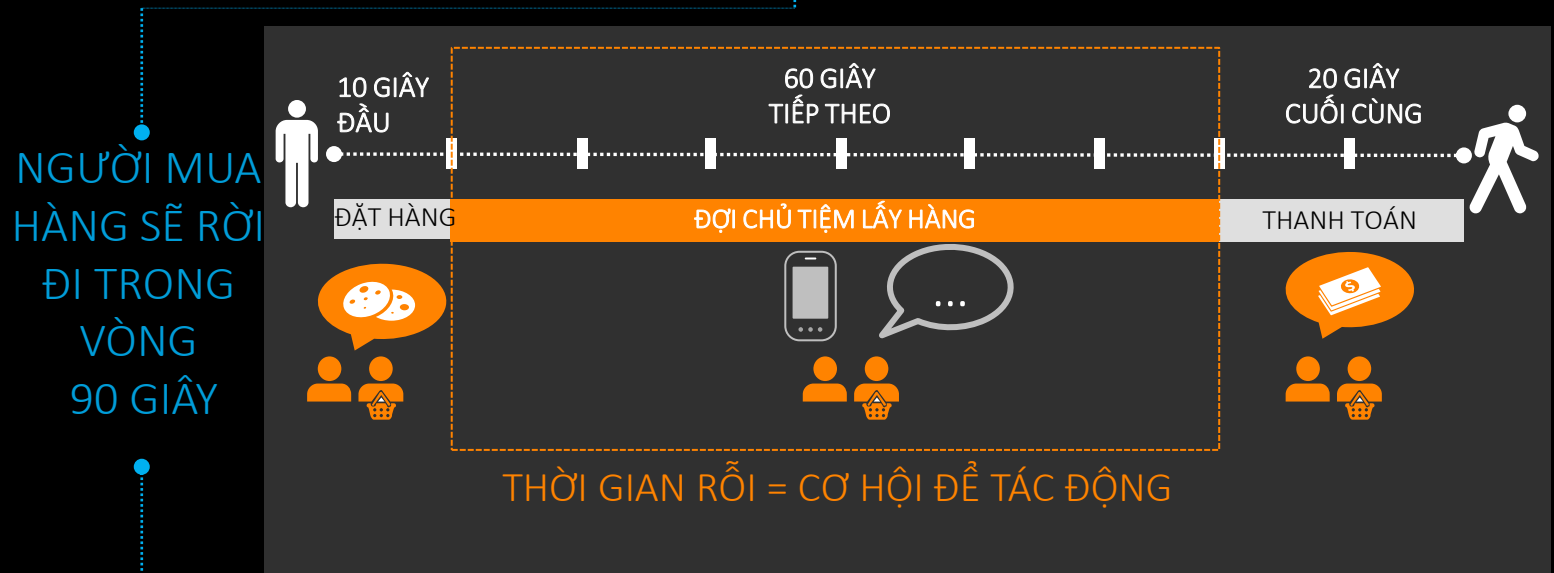 NGƯỜI MUA
HÀNG SẼ RỜI
ĐI TRONG
VÒNG
90 GIÂY
10 GIÂY
ĐẦU
60 GIÂY
TIẾP THEO
20 GIÂY
CUỐI CÙNG
ĐẶT HÀNG
ĐỢI CHỦ TIỆM LẤY HÀNG
THANH TOÁN
...
$
THỜI GIAN RỖI = CƠ HỘI ĐỂ TÁC ĐỘNG